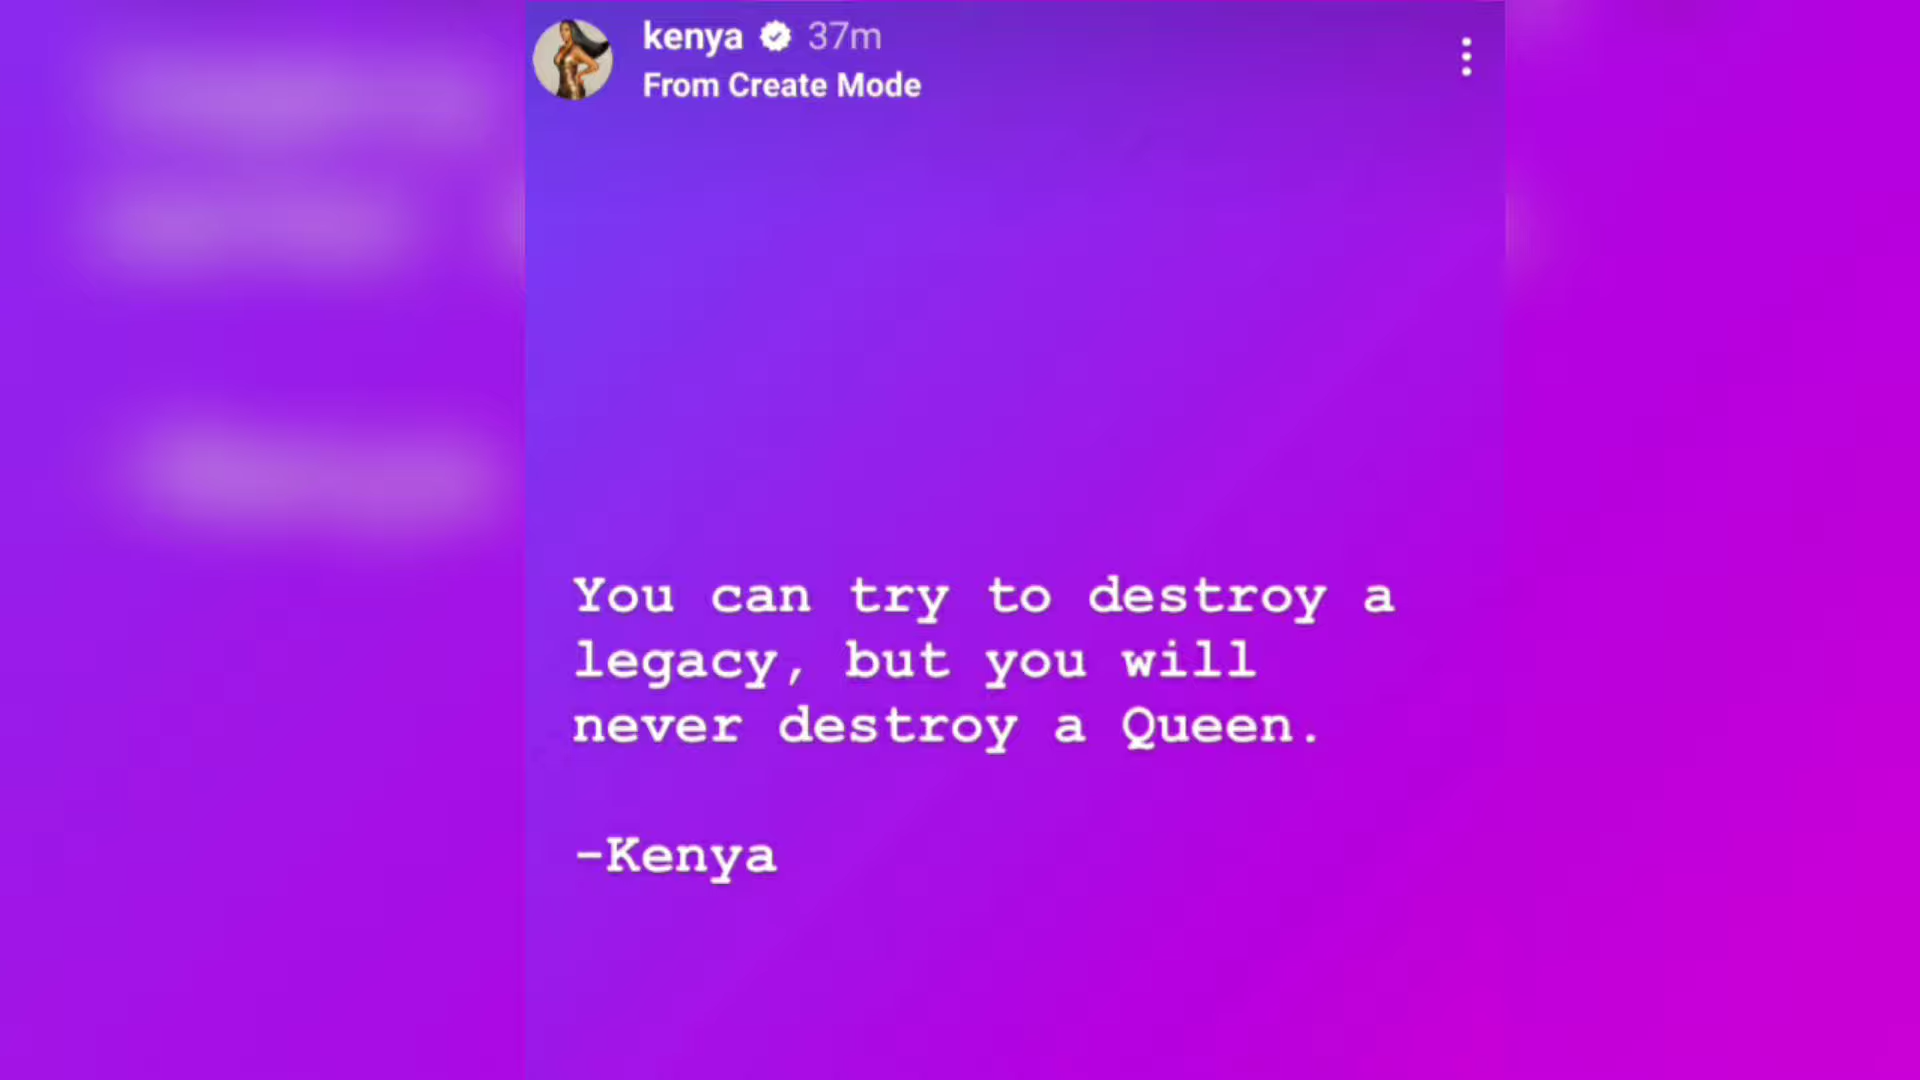 kenya 37m
From Create Mode
You can try to destroy a
legacy, but you will
never destroy a Queen.
-Kenya